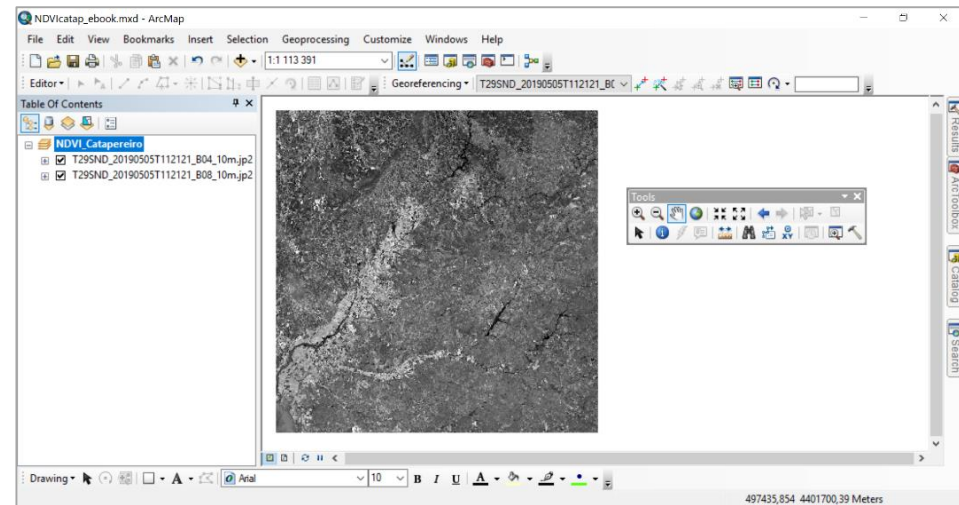 NDVIcatap_ebook.mxd - ArcMap
File Edit View Bookmarks Insert Selection Geoprocessing Customize Windows Help
1:1 113 391
Editor Georeferencing T29SND_20190505T112121_B(
Table Of Contents
NDVI_Catapereiro
T29SND_20190505T112121_B04_10m.jp2
T29SND_20190505T112121_B08_10m.jp2
Tools
Results
ArcToolbox
Catalog
Search
Drawing A Arial 10 B I U A
497435,854 4401700,39 Meters